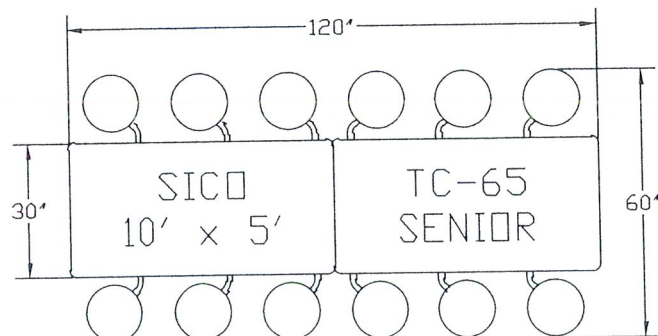 120"
SICO
10' x 5'
TC-65
SENIOR
30"
60"